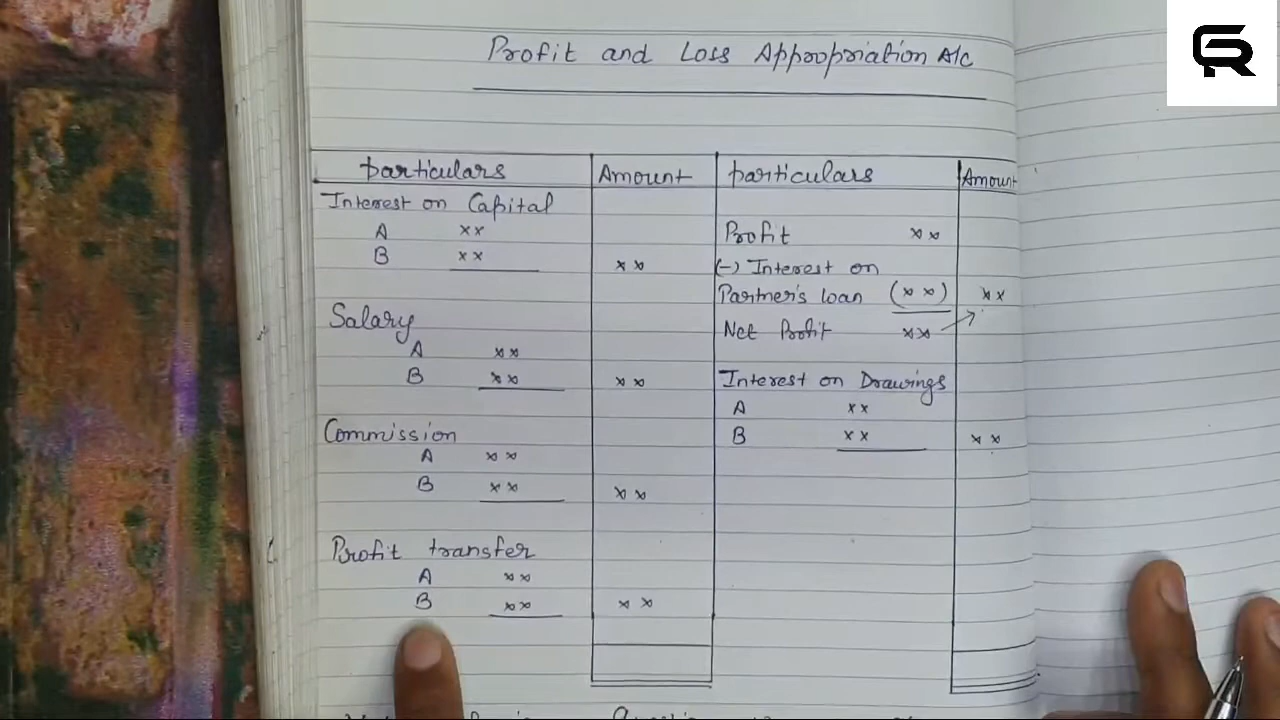 Profit and Loss Appropriation A/c
Particulars Amount Particulars Amount
Interest on Capital
A xx
B xx xx
Salary
A xx
B xx xx
Commission
A xx
B xx xx
Profit transfer
A xx
B xx xx
Profit xx
(-) Interest on
Partner's loan (xx) xx
Net Profit xx
Interest on Drawings
A xx
B xx xx